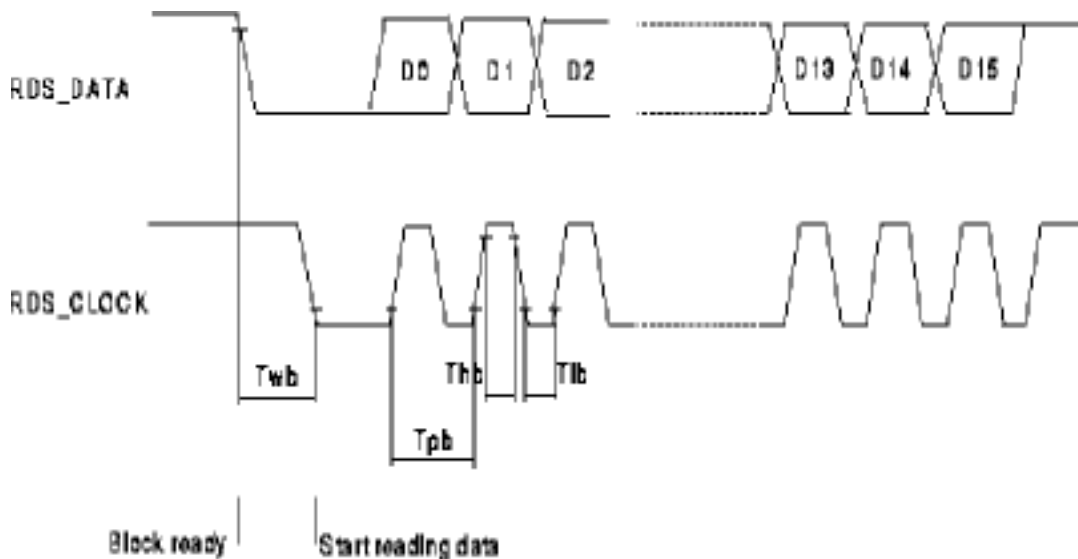 RDS_DATA
D0 D1 D2 D13 D14 D15
RDS_CLOCK
Twb Thb Tlb
Tpb
Block ready Start reading data